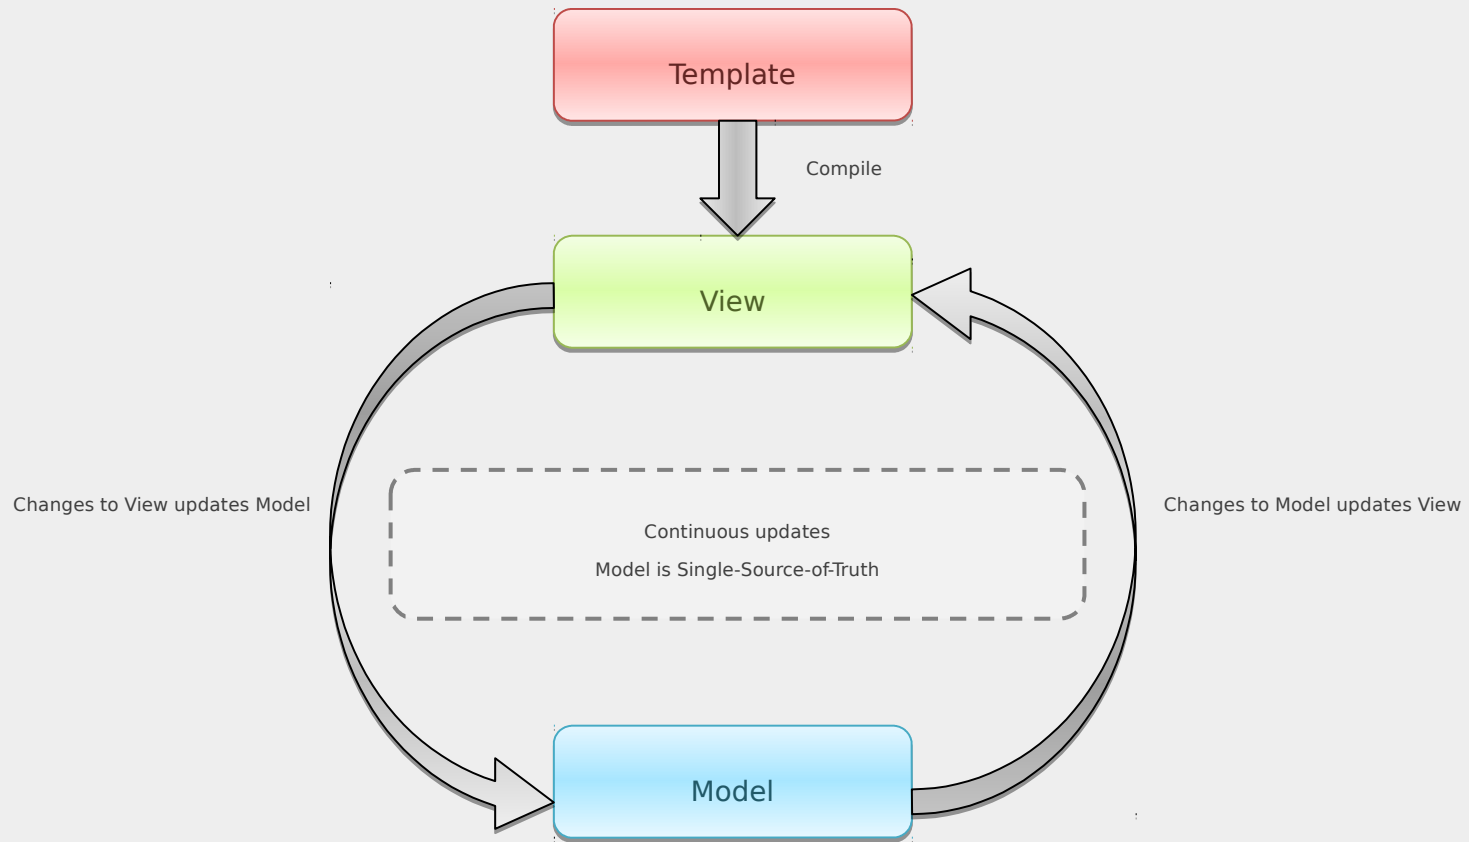 Template
Compile
View
Changes to View updates Model
Changes to Model updates View
Continuous updates
Model is Single-Source-of-Truth
Model